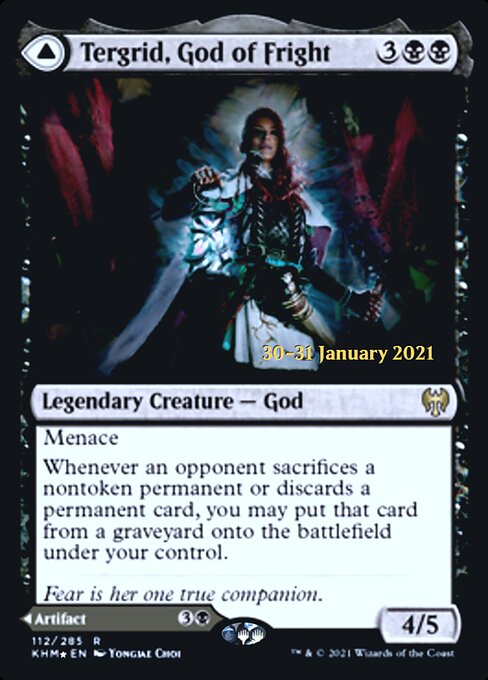 Tergrid, God of Fright 3
30–31 January 2021
Legendary Creature — God
Menace
Whenever an opponent sacrifices a
nontoken permanent or discards a
permanent card, you may put that card
from a graveyard onto the battlefield
under your control.
Fear is her one true companion.
Artifact 3
4/5
112/285 R
KHM★EN Yongjae Choi
™ & © 2021 Wizards of the Coast